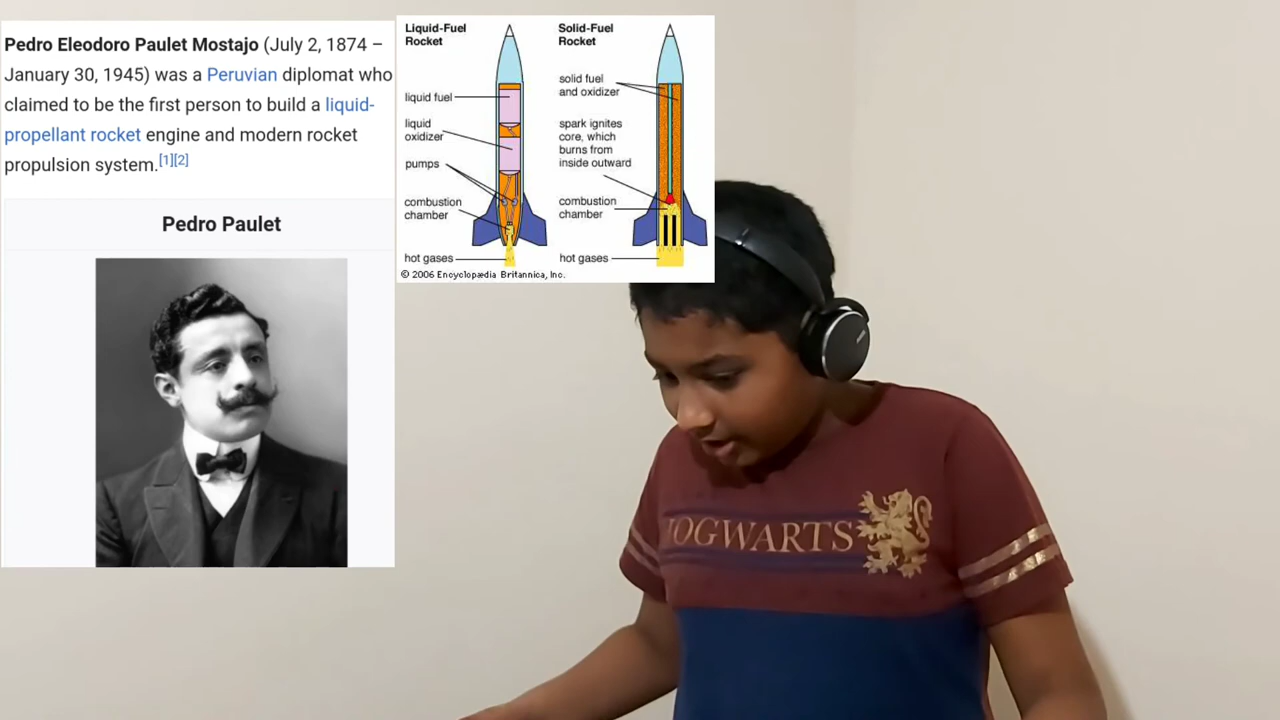 Pedro Eleodoro Paulet Mostajo (July 2, 1874 –
January 30, 1945) was a Peruvian diplomat who
claimed to be the first person to build a liquid-
propellant rocket engine and modern rocket
propulsion system.[1][2]
Pedro Paulet
Liquid-Fuel
Rocket
liquid fuel
liquid
oxidizer
pumps
combustion
chamber
hot gases
Solid-Fuel
Rocket
solid fuel
and oxidizer
spark ignites
core, which
burns from
inside outward
combustion
chamber
hot gases
© 2006 Encyclopædia Britannica, Inc.
HOGWARTS